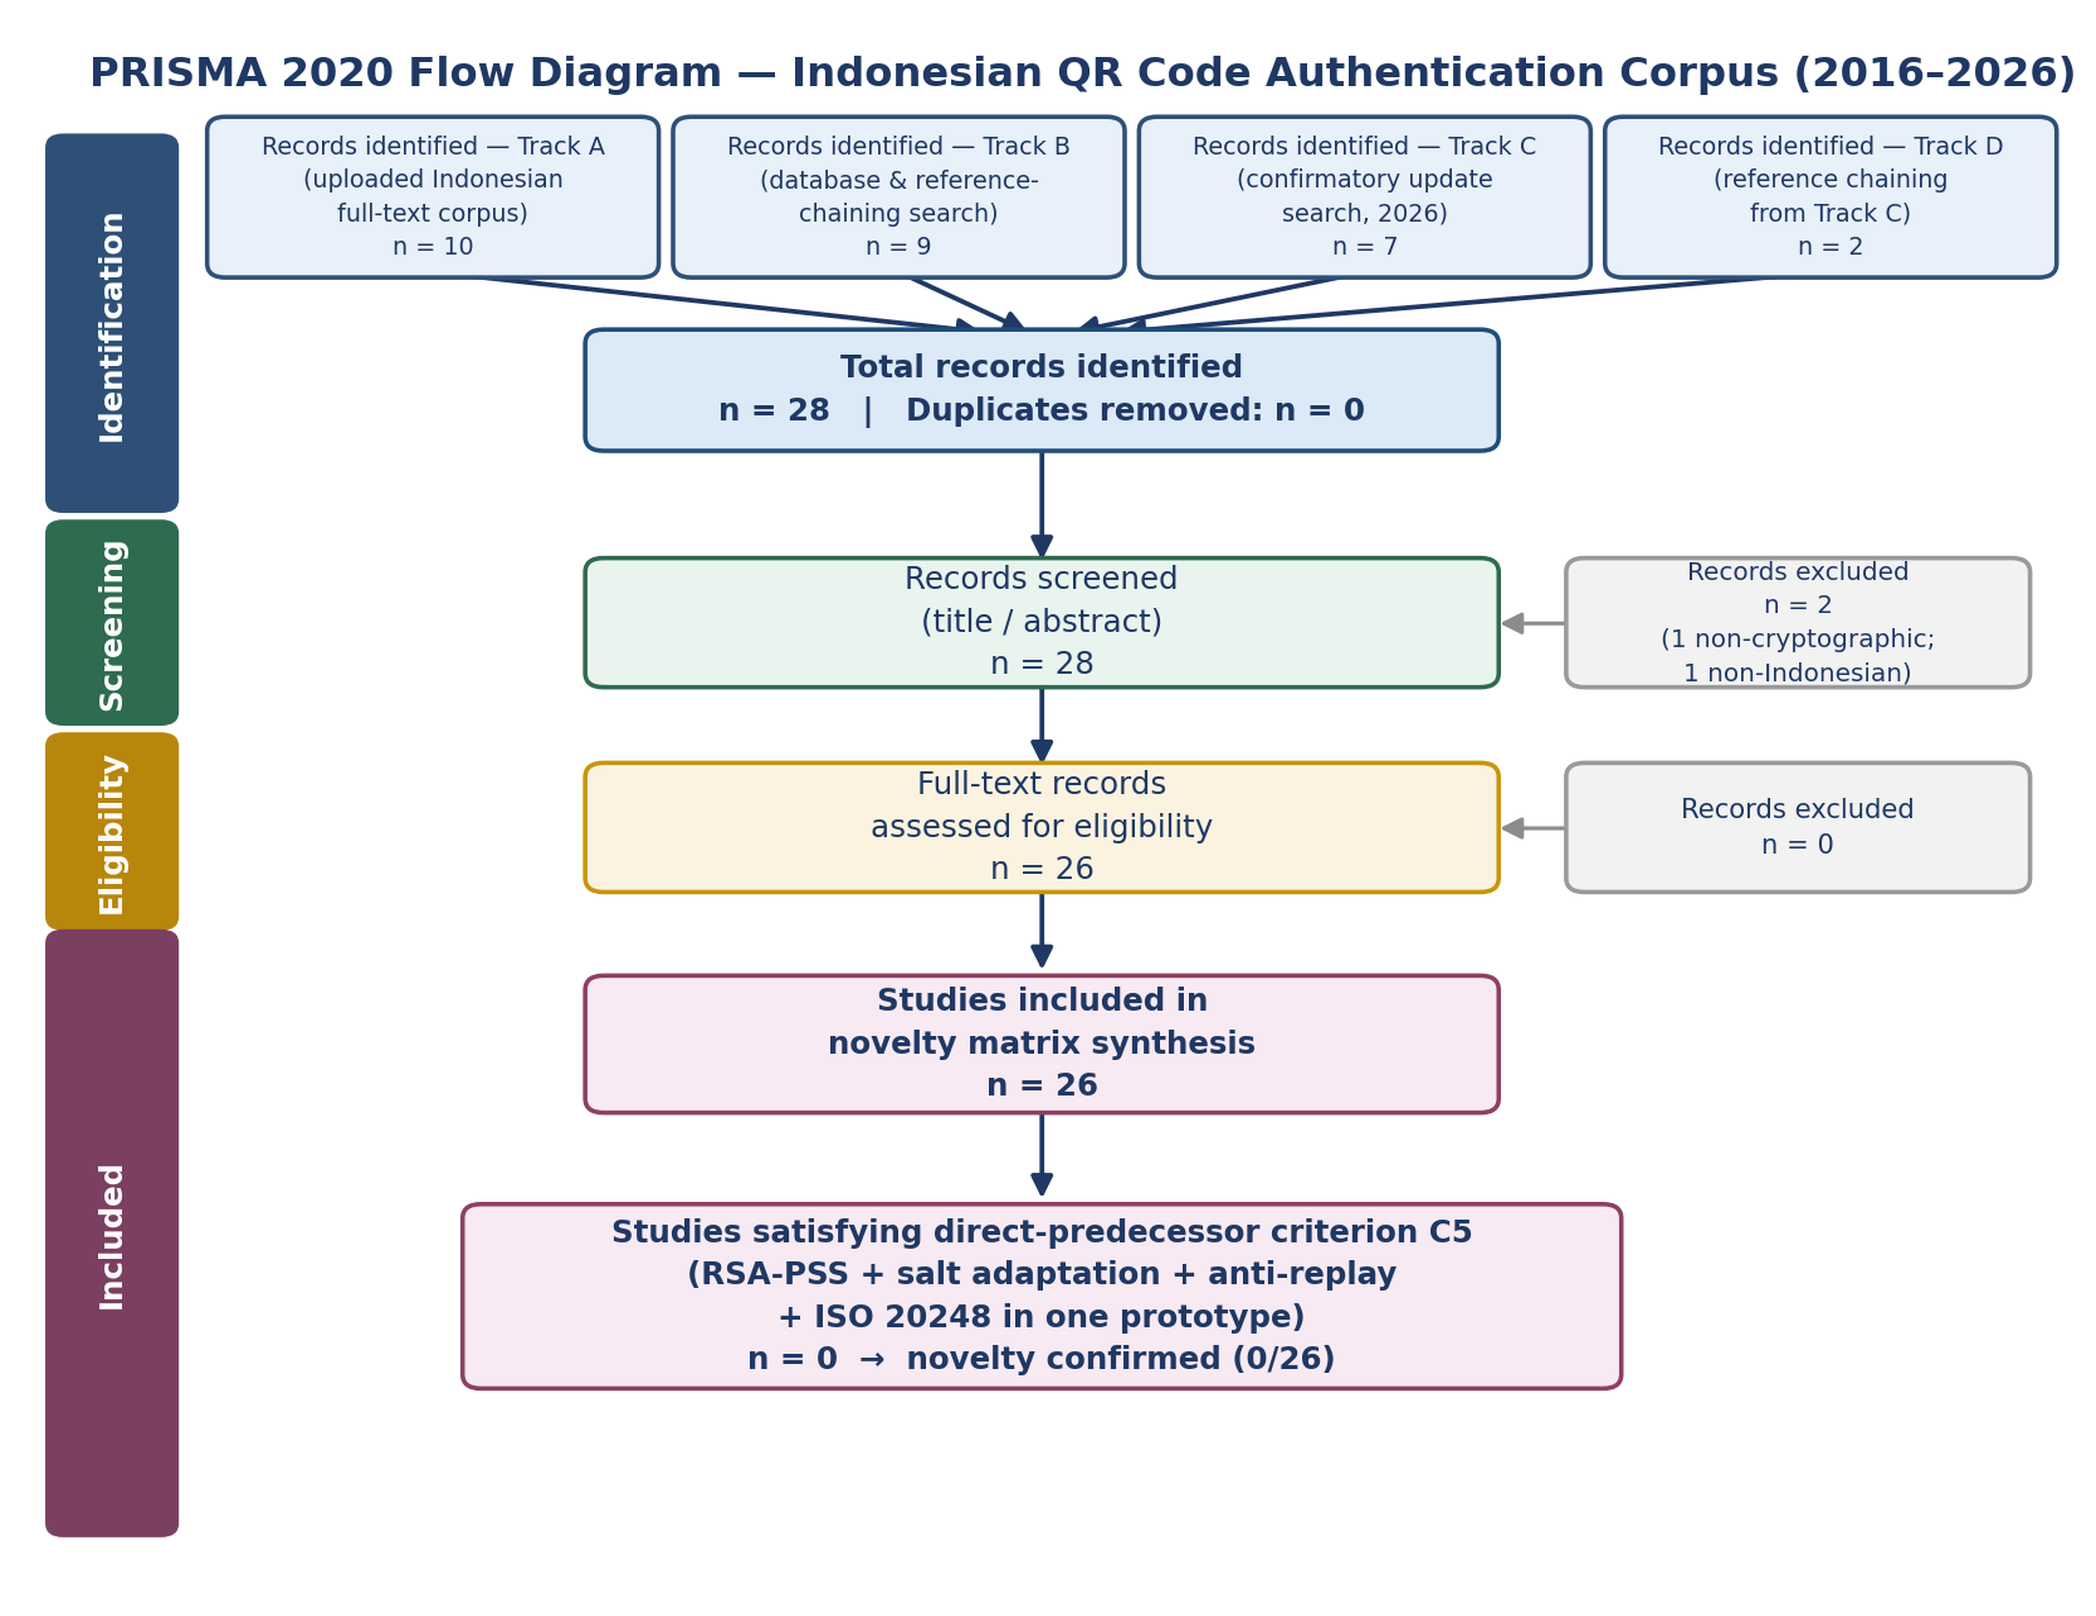 PRISMA 2020 Flow Diagram — Indonesian QR Code Authentication Corpus (2016–2026)
Identification
Records identified — Track A
(uploaded Indonesian
full-text corpus)
n = 10
Records identified — Track B
(database & reference-
chaining search)
n = 9
Records identified — Track C
(confirmatory update
search, 2026)
n = 7
Records identified — Track D
(reference chaining
from Track C)
n = 2
Total records identified
n = 28 | Duplicates removed: n = 0
Screening
Records screened
(title / abstract)
n = 28
Records excluded
n = 2
(1 non-cryptographic;
1 non-Indonesian)
Eligibility
Full-text records
assessed for eligibility
n = 26
Records excluded
n = 0
Included
Studies included in
novelty matrix synthesis
n = 26
Studies satisfying direct-predecessor criterion C5
(RSA-PSS + salt adaptation + anti-replay
+ ISO 20248 in one prototype)
n = 0 → novelty confirmed (0/26)